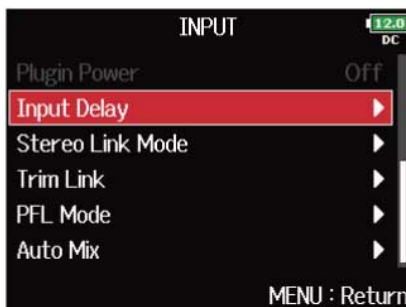 INPUT
12.0
DC
Plugin Power Off
Input Delay
Stereo Link Mode
Trim Link
PFL Mode
Auto Mix
MENU : Return